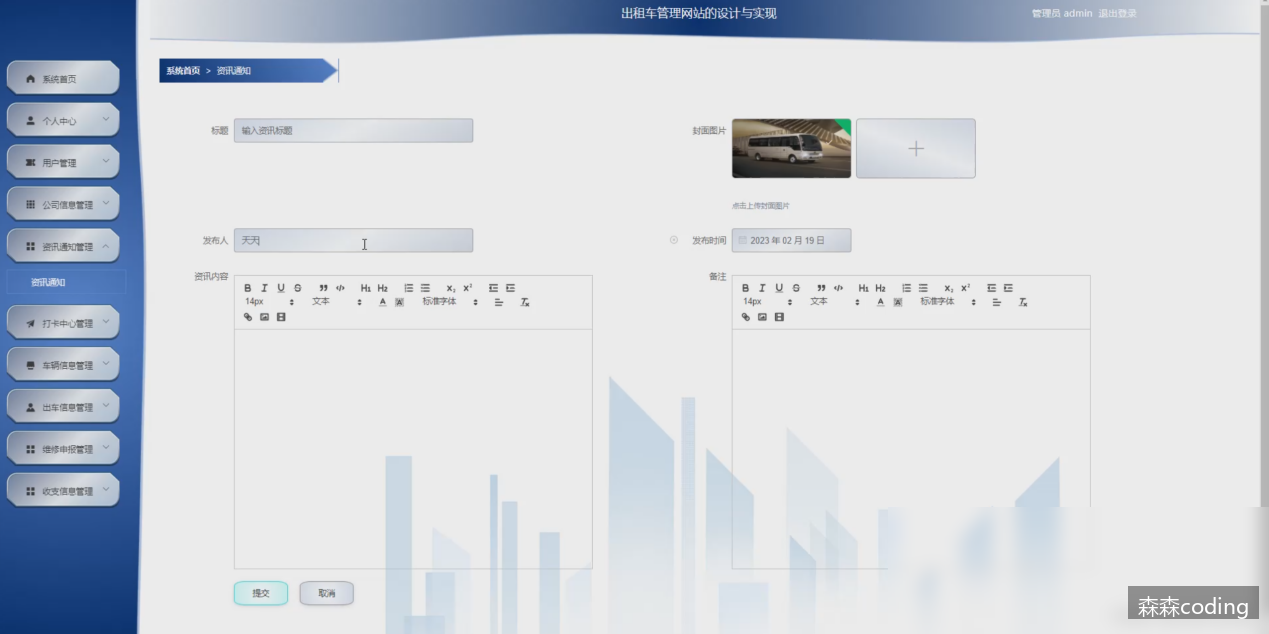 出租车管理网站的设计与实现
管理员 admin 退出登录
系统首页
个人中心
用户管理
公司信息管理
资讯通知管理
资讯通知
打卡中心管理
车辆信息管理
出车信息管理
维修申报管理
收支信息管理
系统首页 > 资讯通知
标题 输入资讯标题
封面图片
点击上传封面图片
发布人 天天
发布时间 2023 年 02 月 19 日
资讯内容
B I U S H1 H2 X₂ X²
14px 文本 A A 标准字体
备注
B I U S H1 H2 X₂ X²
14px 文本 A A 标准字体
提交 取消
森森coding